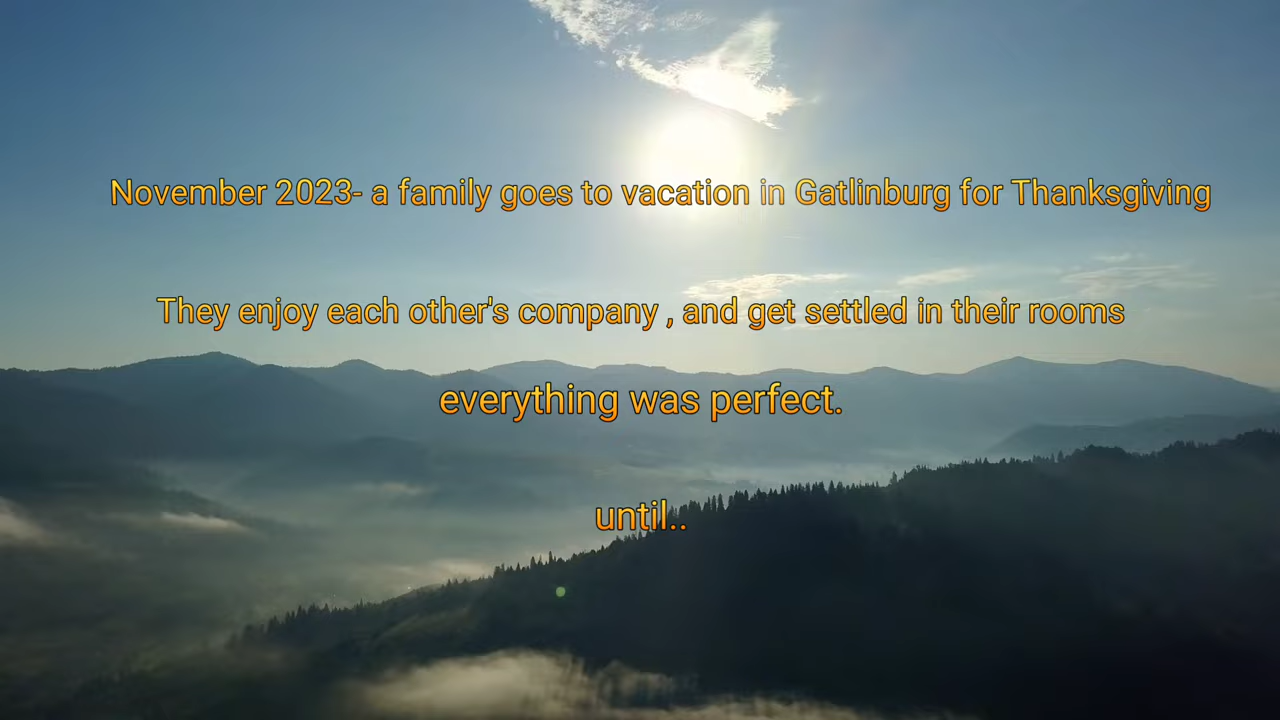 November 2023- a family goes to vacation in Gatlinburg for Thanksgiving
They enjoy each other's company , and get settled in their rooms
everything was perfect.
until..